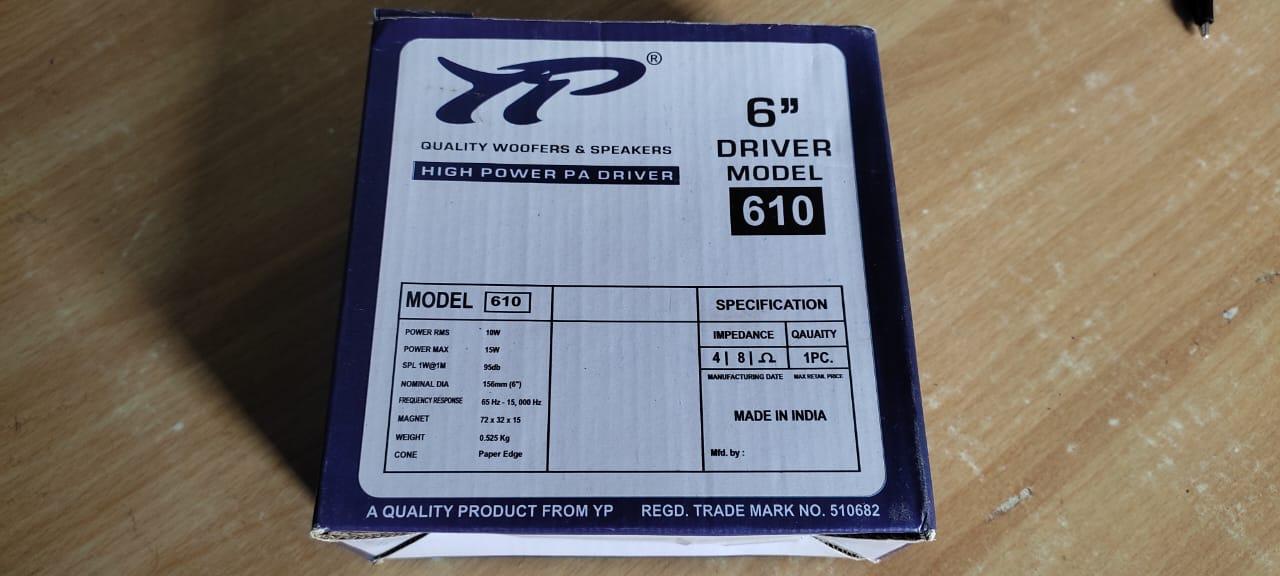 YP ®
QUALITY WOOFERS & SPEAKERS
HIGH POWER PA DRIVER
6”
DRIVER
MODEL
610
MODEL 610
POWER RMS 10W
POWER MAX 15W
SPL 1W@1M 95db
NOMINAL DIA 156mm (6")
FREQUENCY RESPONSE 65 Hz - 15, 000 Hz
MAGNET 72 x 32 x 15
WEIGHT 0.525 Kg
CONE Paper Edge
SPECIFICATION
IMPEDANCE QAUAITY
4| 8| Ω 1PC.
MANUFACTURING DATE MAX RETAIL PRICE
MADE IN INDIA
Mfd. by :
A QUALITY PRODUCT FROM YP REGD. TRADE MARK NO. 510682